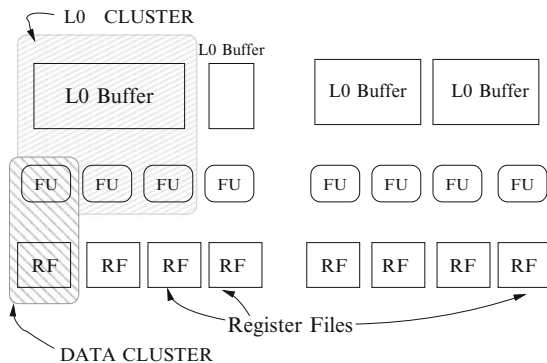 L0 CLUSTER
L0 Buffer
L0 Buffer
L0 Buffer
L0 Buffer
FU FU FU FU FU FU FU FU
RF RF RF RF RF RF RF RF
Register Files
DATA CLUSTER